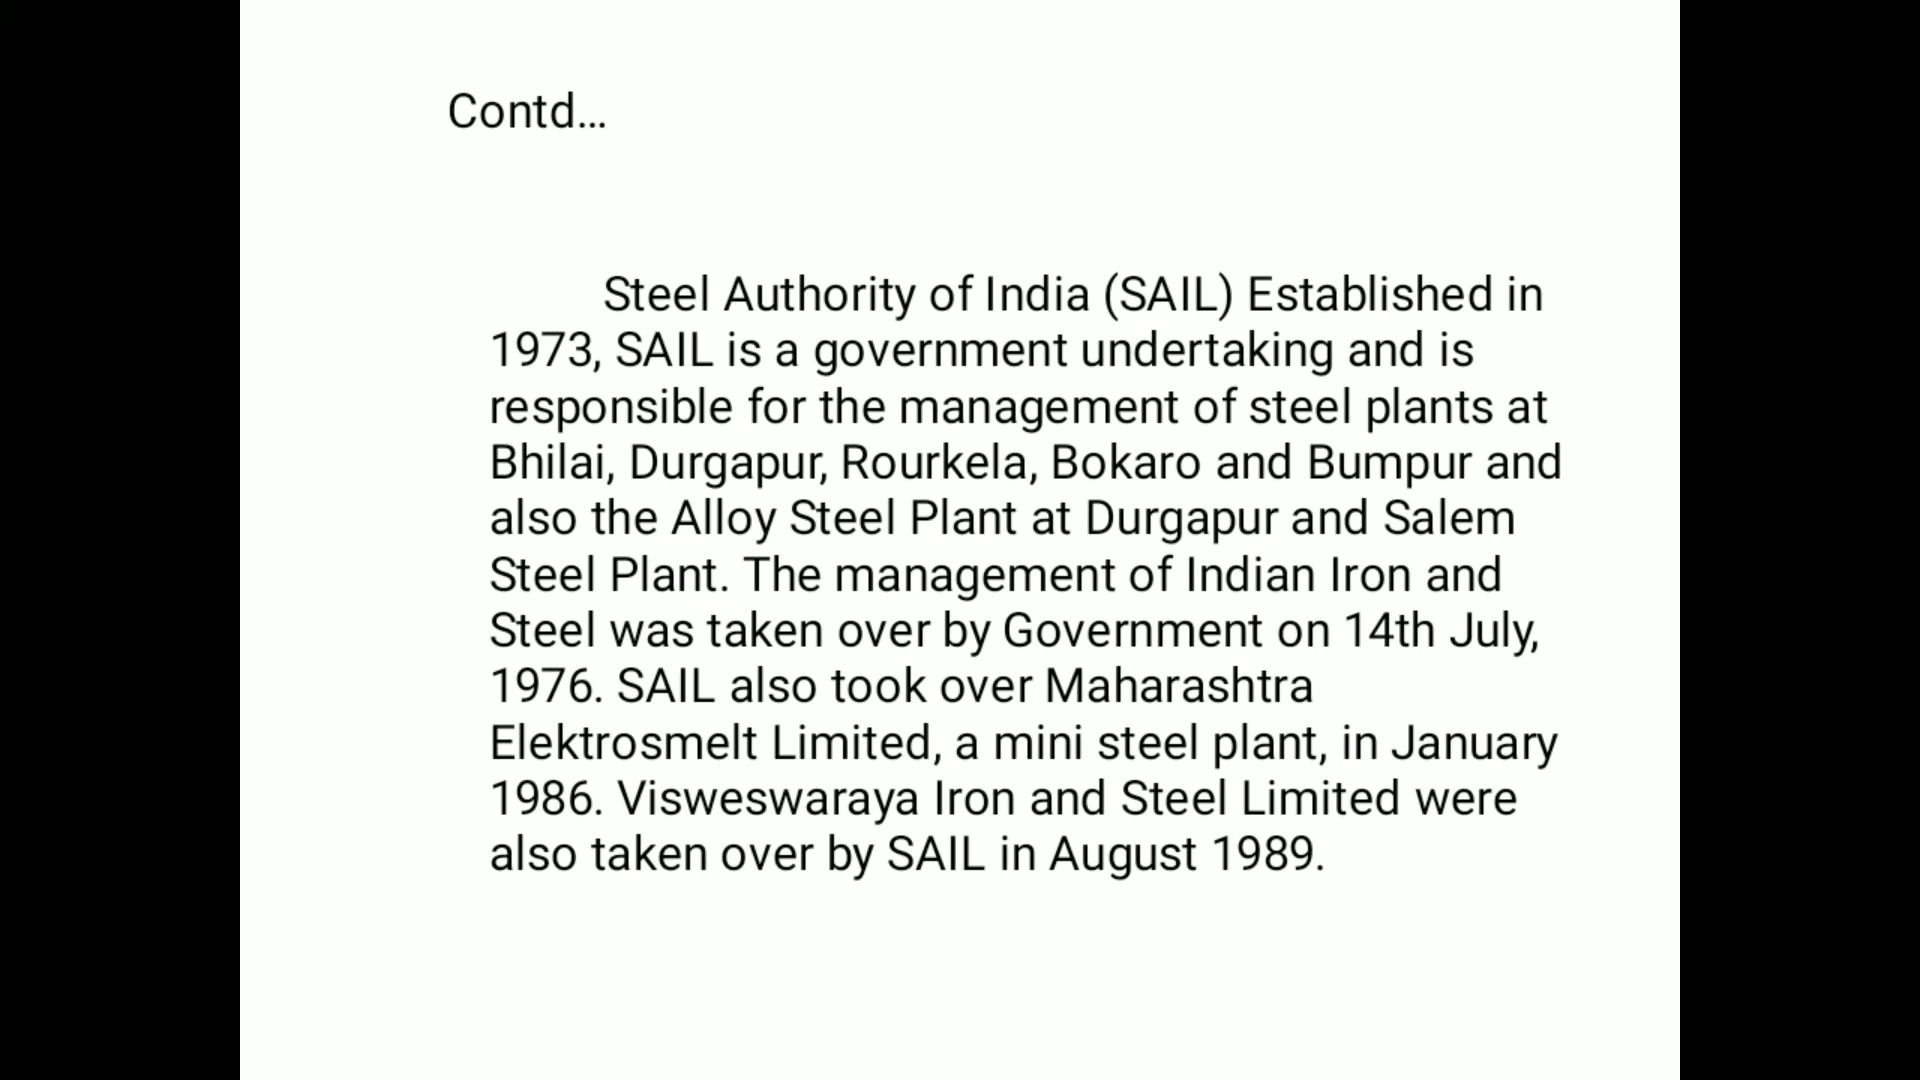 Contd...
Steel Authority of India (SAIL) Established in
1973, SAIL is a government undertaking and is
responsible for the management of steel plants at
Bhilai, Durgapur, Rourkela, Bokaro and Bumpur and
also the Alloy Steel Plant at Durgapur and Salem
Steel Plant. The management of Indian Iron and
Steel was taken over by Government on 14th July,
1976. SAIL also took over Maharashtra
Elektrosmelt Limited, a mini steel plant, in January
1986. Visweswaraya Iron and Steel Limited were
also taken over by SAIL in August 1989.